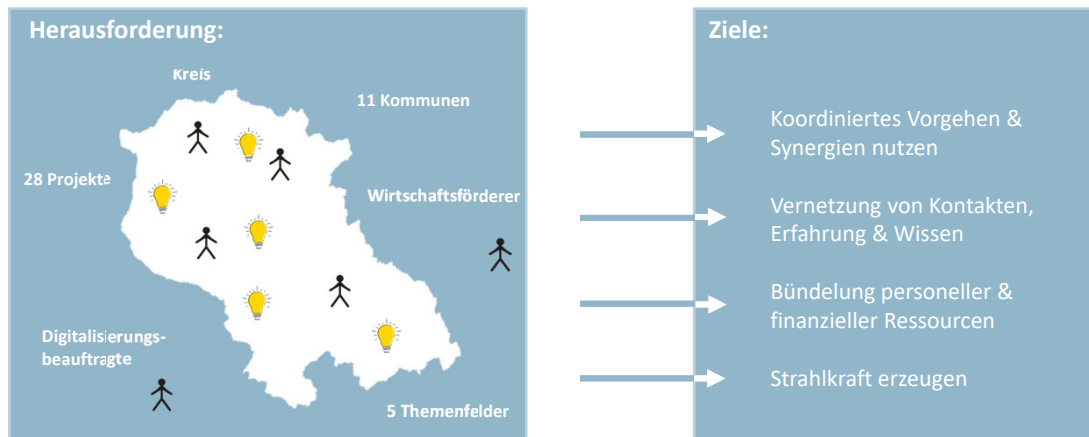 Herausforderung:
Kreis
11 Kommunen
28 Projekte
Wirtschaftsförderer
Digitalisierungs-
beauftragte
5 Themenfelder
Ziele:
Koordiniertes Vorgehen &
Synergien nutzen
Vernetzung von Kontakten,
Erfahrung & Wissen
Bündelung personeller &
finanzieller Ressourcen
Strahlkraft erzeugen